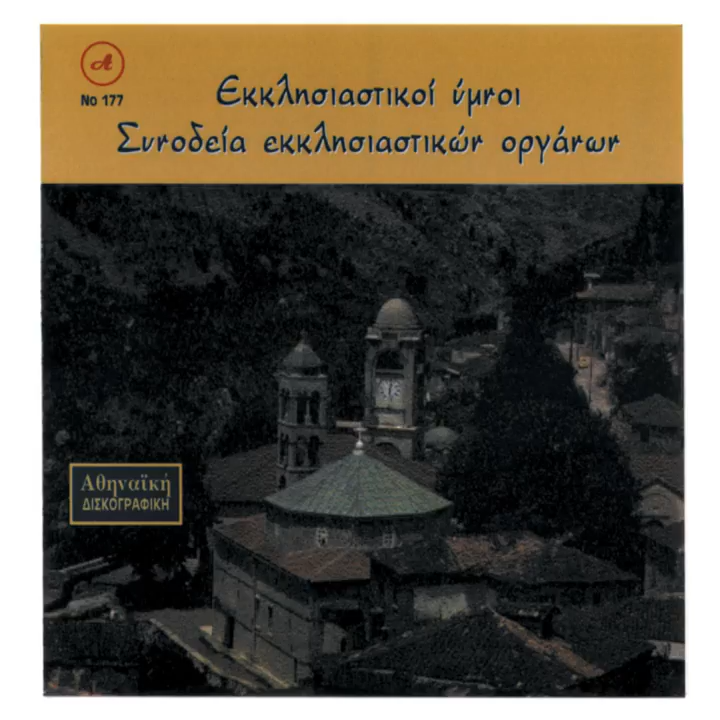 A
No 177
Εκκλησιαστικοί ύμνοι
Συνοδεία εκκλησιαστικών οργάνων
Αθηναϊκή
ΔΙΣΚΟΓΡΑΦΙΚΗ